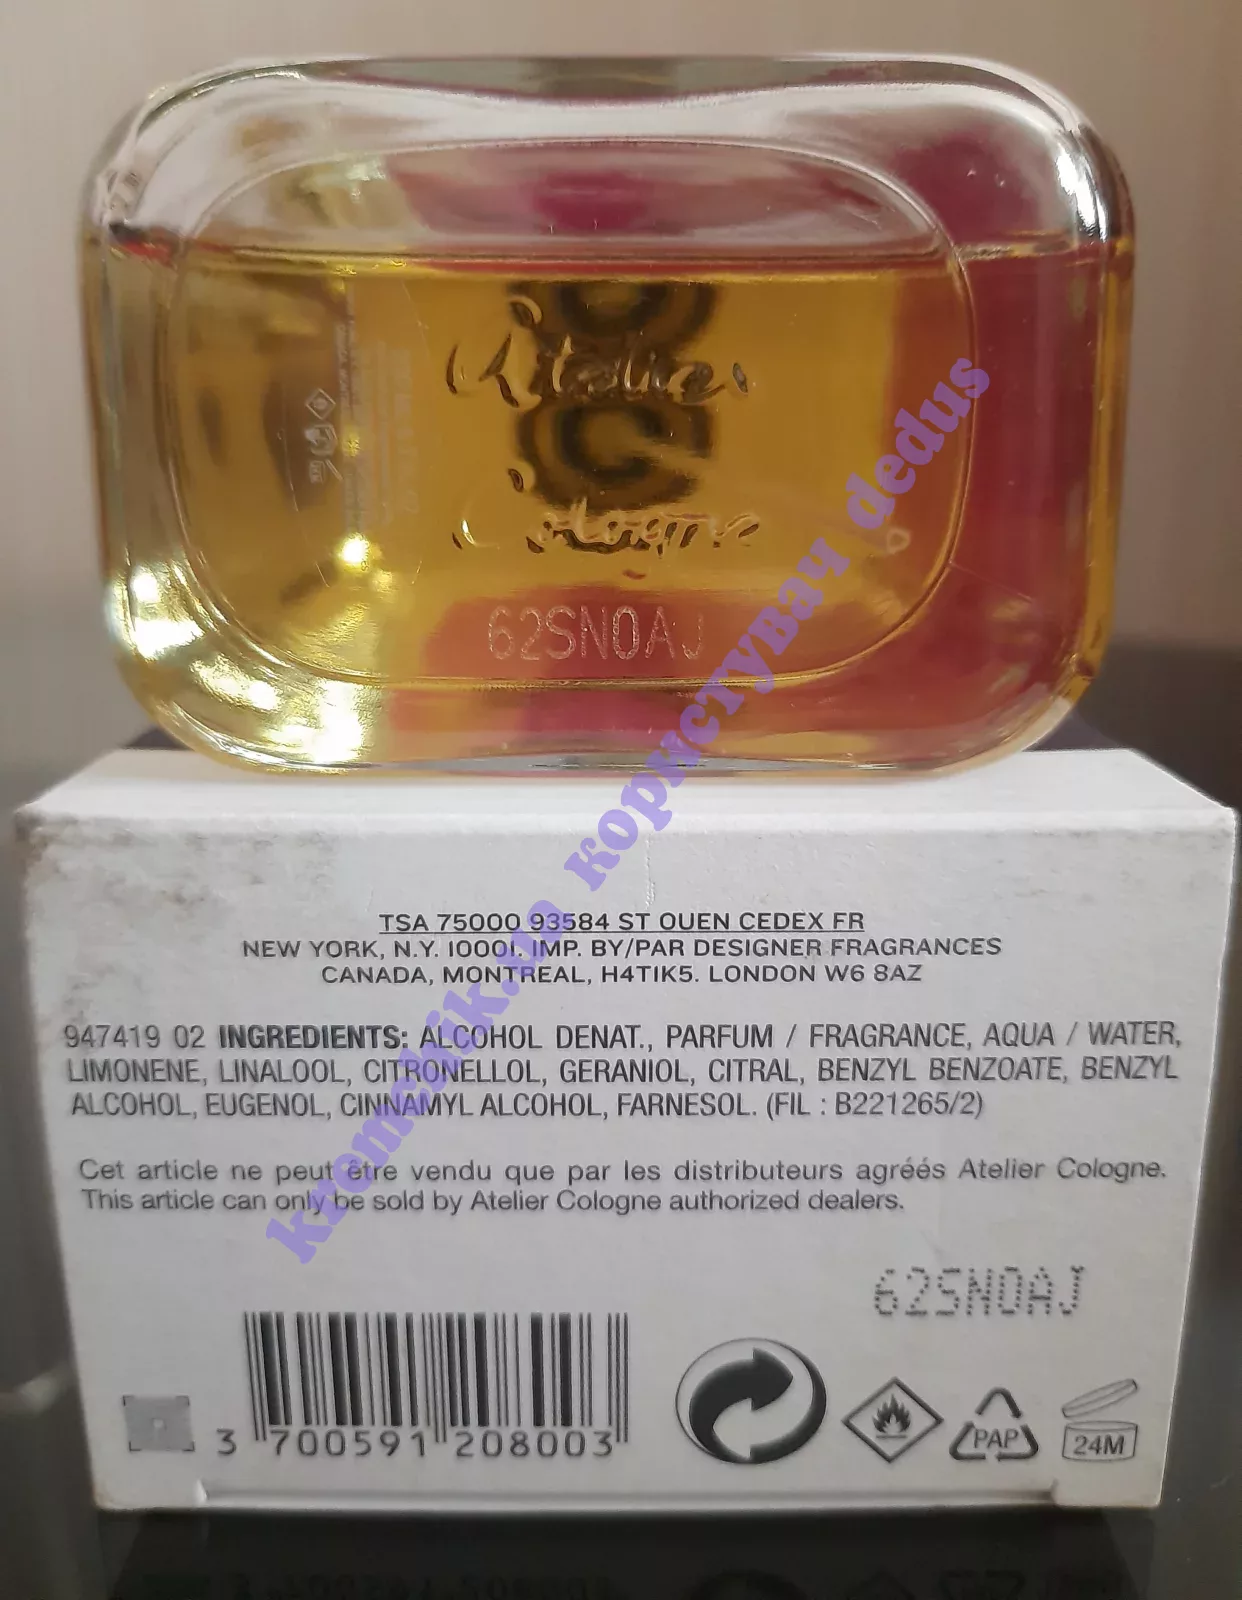 Atelier
Cologne
62SN0AJ
kremchik.ua користувач dedus
TSA 75000 93584 ST OUEN CEDEX FR
NEW YORK, N.Y. 10001. IMP. BY/PAR DESIGNER FRAGRANCES
CANADA, MONTREAL, H4T1K5. LONDON W6 8AZ
947419 02 INGREDIENTS: ALCOHOL DENAT., PARFUM / FRAGRANCE, AQUA / WATER,
LIMONENE, LINALOOL, CITRONELLOL, GERANIOL, CITRAL, BENZYL BENZOATE, BENZYL
ALCOHOL, EUGENOL, CINNAMYL ALCOHOL, FARNESOL. (FIL : B221265/2)
Cet article ne peut être vendu que par les distributeurs agréés Atelier Cologne.
This article can only be sold by Atelier Cologne authorized dealers.
62SN0AJ
3 700591 208003
PAP
24M